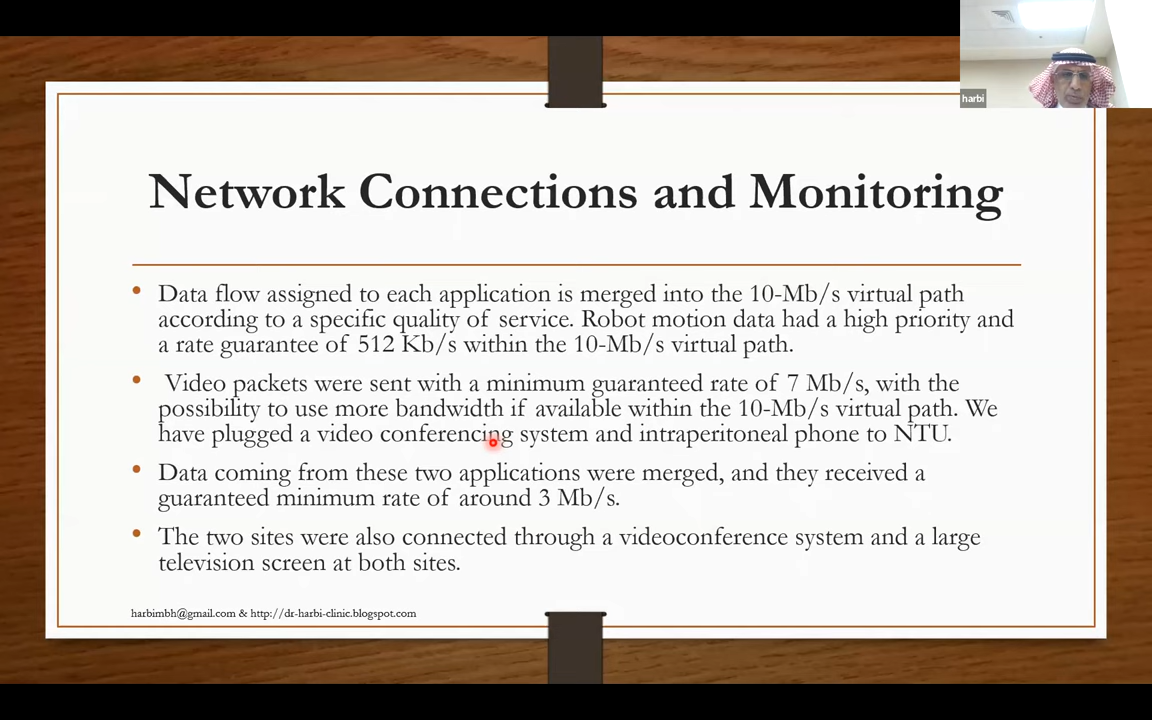 harbi
Network Connections and Monitoring
• Data flow assigned to each application is merged into the 10-Mb/s virtual path
according to a specific quality of service. Robot motion data had a high priority and
a rate guarantee of 512 Kb/s within the 10-Mb/s virtual path.
• Video packets were sent with a minimum guaranteed rate of 7 Mb/s, with the
possibility to use more bandwidth if available within the 10-Mb/s virtual path. We
have plugged a video conferencing system and intraperitoneal phone to NTU.
• Data coming from these two applications were merged, and they received a
guaranteed minimum rate of around 3 Mb/s.
• The two sites were also connected through a videoconference system and a large
television screen at both sites.
harbimbh@gmail.com & http://dr-harbi-clinic.blogspot.com